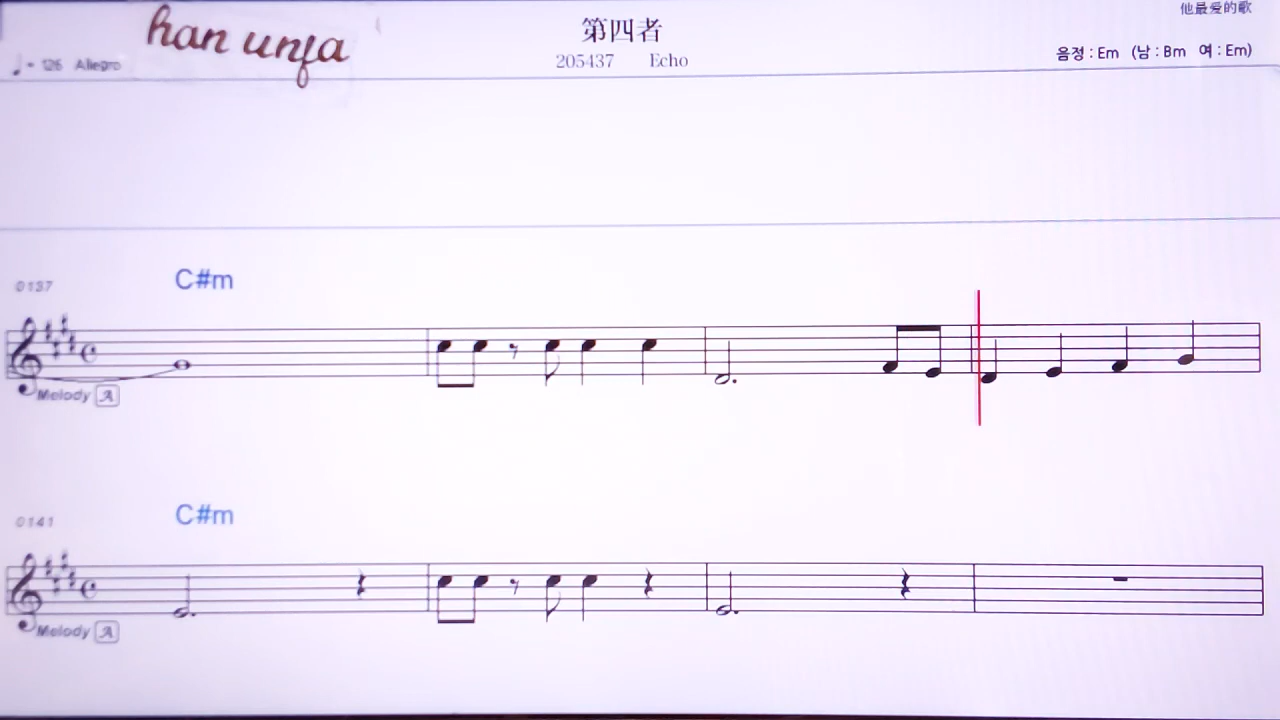 他最爱的歌
han unfa
第四者
♩= 126 Allegro
205437 Echo
음정 : Em (남 : Bm 여 : Em)
0137
C#m
Melody A
0141
C#m
Melody A